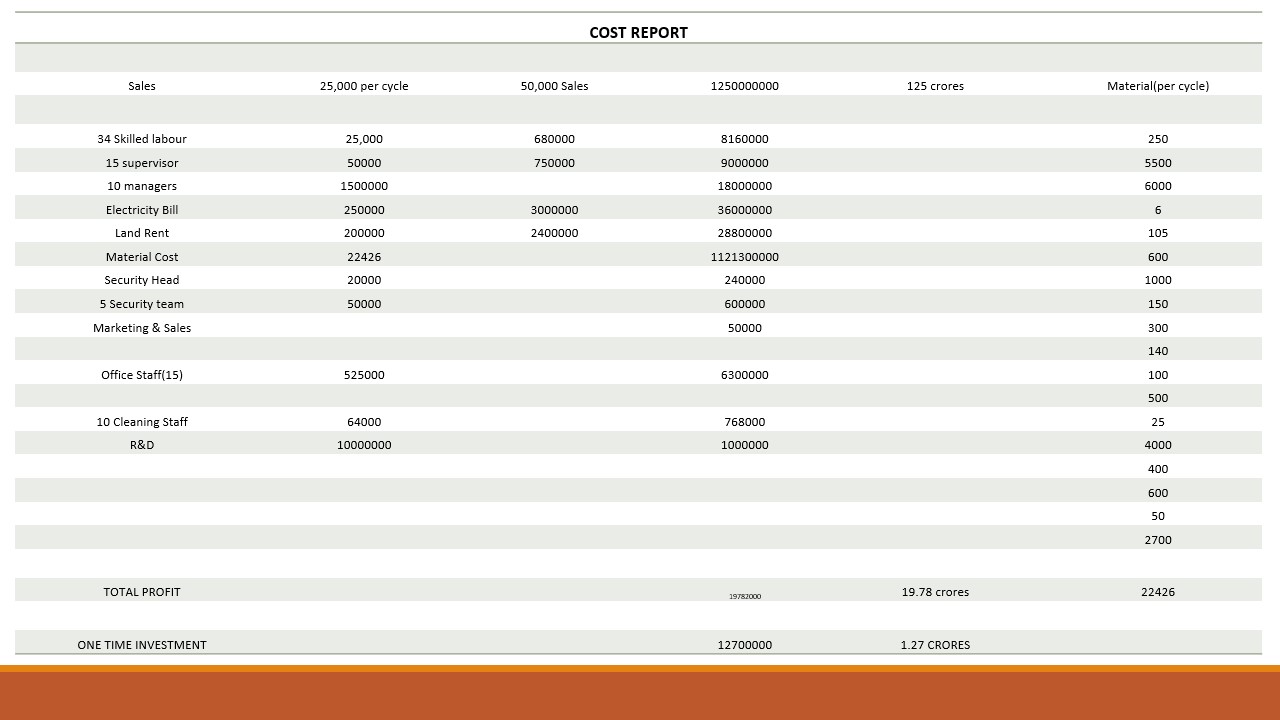 COST REPORT
Sales 25,000 per cycle 50,000 Sales 1250000000 125 crores Material(per cycle)
34 Skilled labour 25,000 680000 8160000 250
15 supervisor 50000 750000 9000000 5500
10 managers 1500000 18000000 6000
Electricity Bill 250000 3000000 36000000 6
Land Rent 200000 2400000 28800000 105
Material Cost 22426 1121300000 600
Security Head 20000 240000 1000
5 Security team 50000 600000 150
Marketing & Sales 50000 300
140
Office Staff(15) 525000 6300000 100
500
10 Cleaning Staff 64000 768000 25
R&D 10000000 1000000 4000
400
600
50
2700
TOTAL PROFIT 19782000 19.78 crores 22426
ONE TIME INVESTMENT 12700000 1.27 CRORES